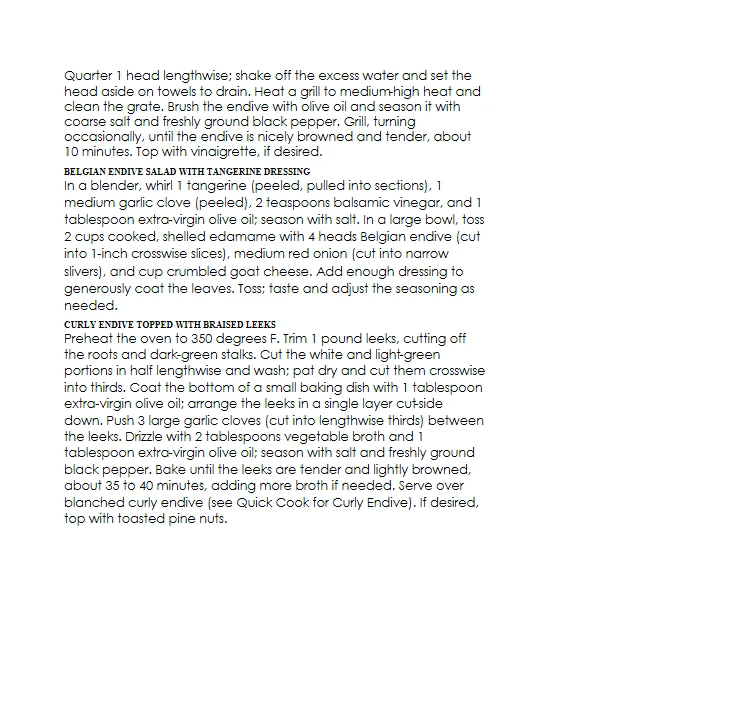 Quarter 1 head lengthwise; shake off the excess water and set the
head aside on towels to drain. Heat a grill to medium-high heat and
clean the grate. Brush the endive with olive oil and season it with
coarse salt and freshly ground black pepper. Grill, turning
occasionally, until the endive is nicely browned and tender, about
10 minutes. Top with vinaigrette, if desired.
BELGIAN ENDIVE SALAD WITH TANGERINE DRESSING
In a blender, whirl 1 tangerine (peeled, pulled into sections), 1
medium garlic clove (peeled), 2 teaspoons balsamic vinegar, and 1
tablespoon extra-virgin olive oil; season with salt. In a large bowl, toss
2 cups cooked, shelled edamame with 4 heads Belgian endive (cut
into 1-inch crosswise slices), medium red onion (cut into narrow
slivers), and cup crumbled goat cheese. Add enough dressing to
generously coat the leaves. Toss; taste and adjust the seasoning as
needed.
CURLY ENDIVE TOPPED WITH BRAISED LEEKS
Preheat the oven to 350 degrees F. Trim 1 pound leeks, cutting off
the roots and dark-green stalks. Cut the white and light-green
portions in half lengthwise and wash; pat dry and cut them crosswise
into thirds. Coat the bottom of a small baking dish with 1 tablespoon
extra-virgin olive oil; arrange the leeks in a single layer cut-side
down. Push 3 large garlic cloves (cut into lengthwise thirds) between
the leeks. Drizzle with 2 tablespoons vegetable broth and 1
tablespoon extra-virgin olive oil; season with salt and freshly ground
black pepper. Bake until the leeks are tender and lightly browned,
about 35 to 40 minutes, adding more broth if needed. Serve over
blanched curly endive (see Quick Cook for Curly Endive). If desired,
top with toasted pine nuts.